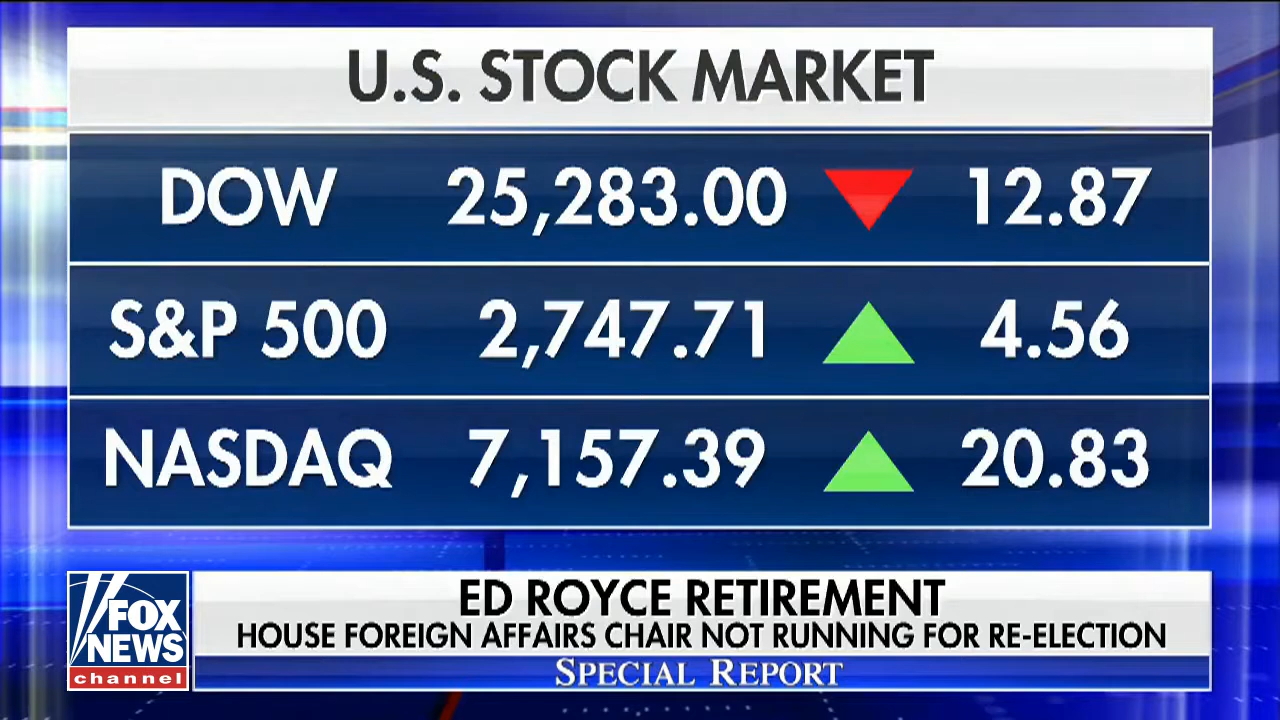 U.S. STOCK MARKET
DOW 25,283.00 12.87
S&P 500 2,747.71 4.56
NASDAQ 7,157.39 20.83
ED ROYCE RETIREMENT
HOUSE FOREIGN AFFAIRS CHAIR NOT RUNNING FOR RE-ELECTION
SPECIAL REPORT
FOX
NEWS
channel